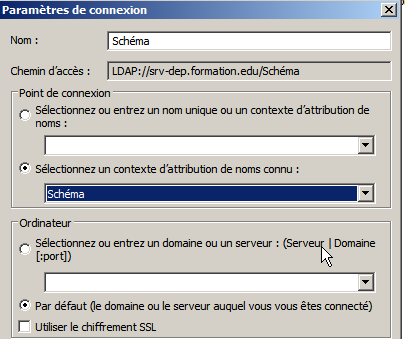 Paramètres de connexion
Nom :
Schéma
Chemin d'accès :
LDAP://srv-dep.formation.edu/Schéma
Point de connexion
Sélectionnez ou entrez un nom unique ou un contexte d'attribution de
noms :
Sélectionnez un contexte d'attribution de noms connu :
Schéma
Ordinateur
Sélectionnez ou entrez un domaine ou un serveur : (Serveur | Domaine
[:port])
Par défaut (le domaine ou le serveur auquel vous vous êtes connecté)
Utiliser le chiffrement SSL